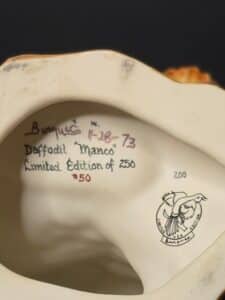 11-28-73
Daffodil "Manco"
Limited Edition of 250
#50
200